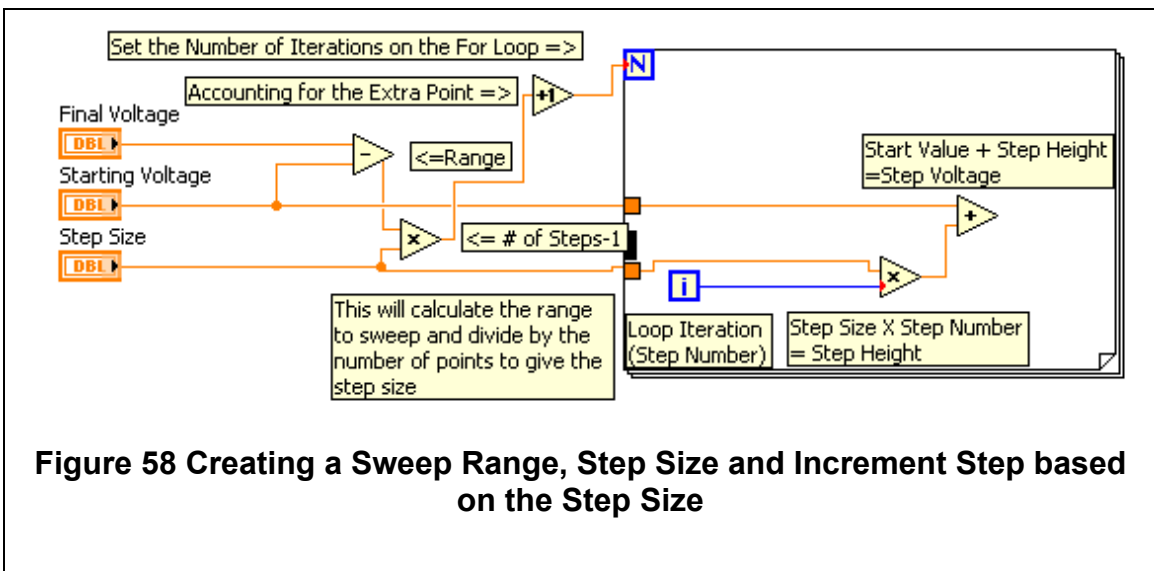 Set the Number of Iterations on the For Loop =>
N
Accounting for the Extra Point =>
+1
Final Voltage
DBL
-
<=Range
Start Value + Step Height
=Step Voltage
Starting Voltage
DBL
+
Step Size
x
<= # of Steps-1
DBL
i
x
This will calculate the range
to sweep and divide by the
number of points to give the
step size
Loop Iteration
(Step Number)
Step Size X Step Number
= Step Height
Figure 58 Creating a Sweep Range, Step Size and Increment Step based
on the Step Size